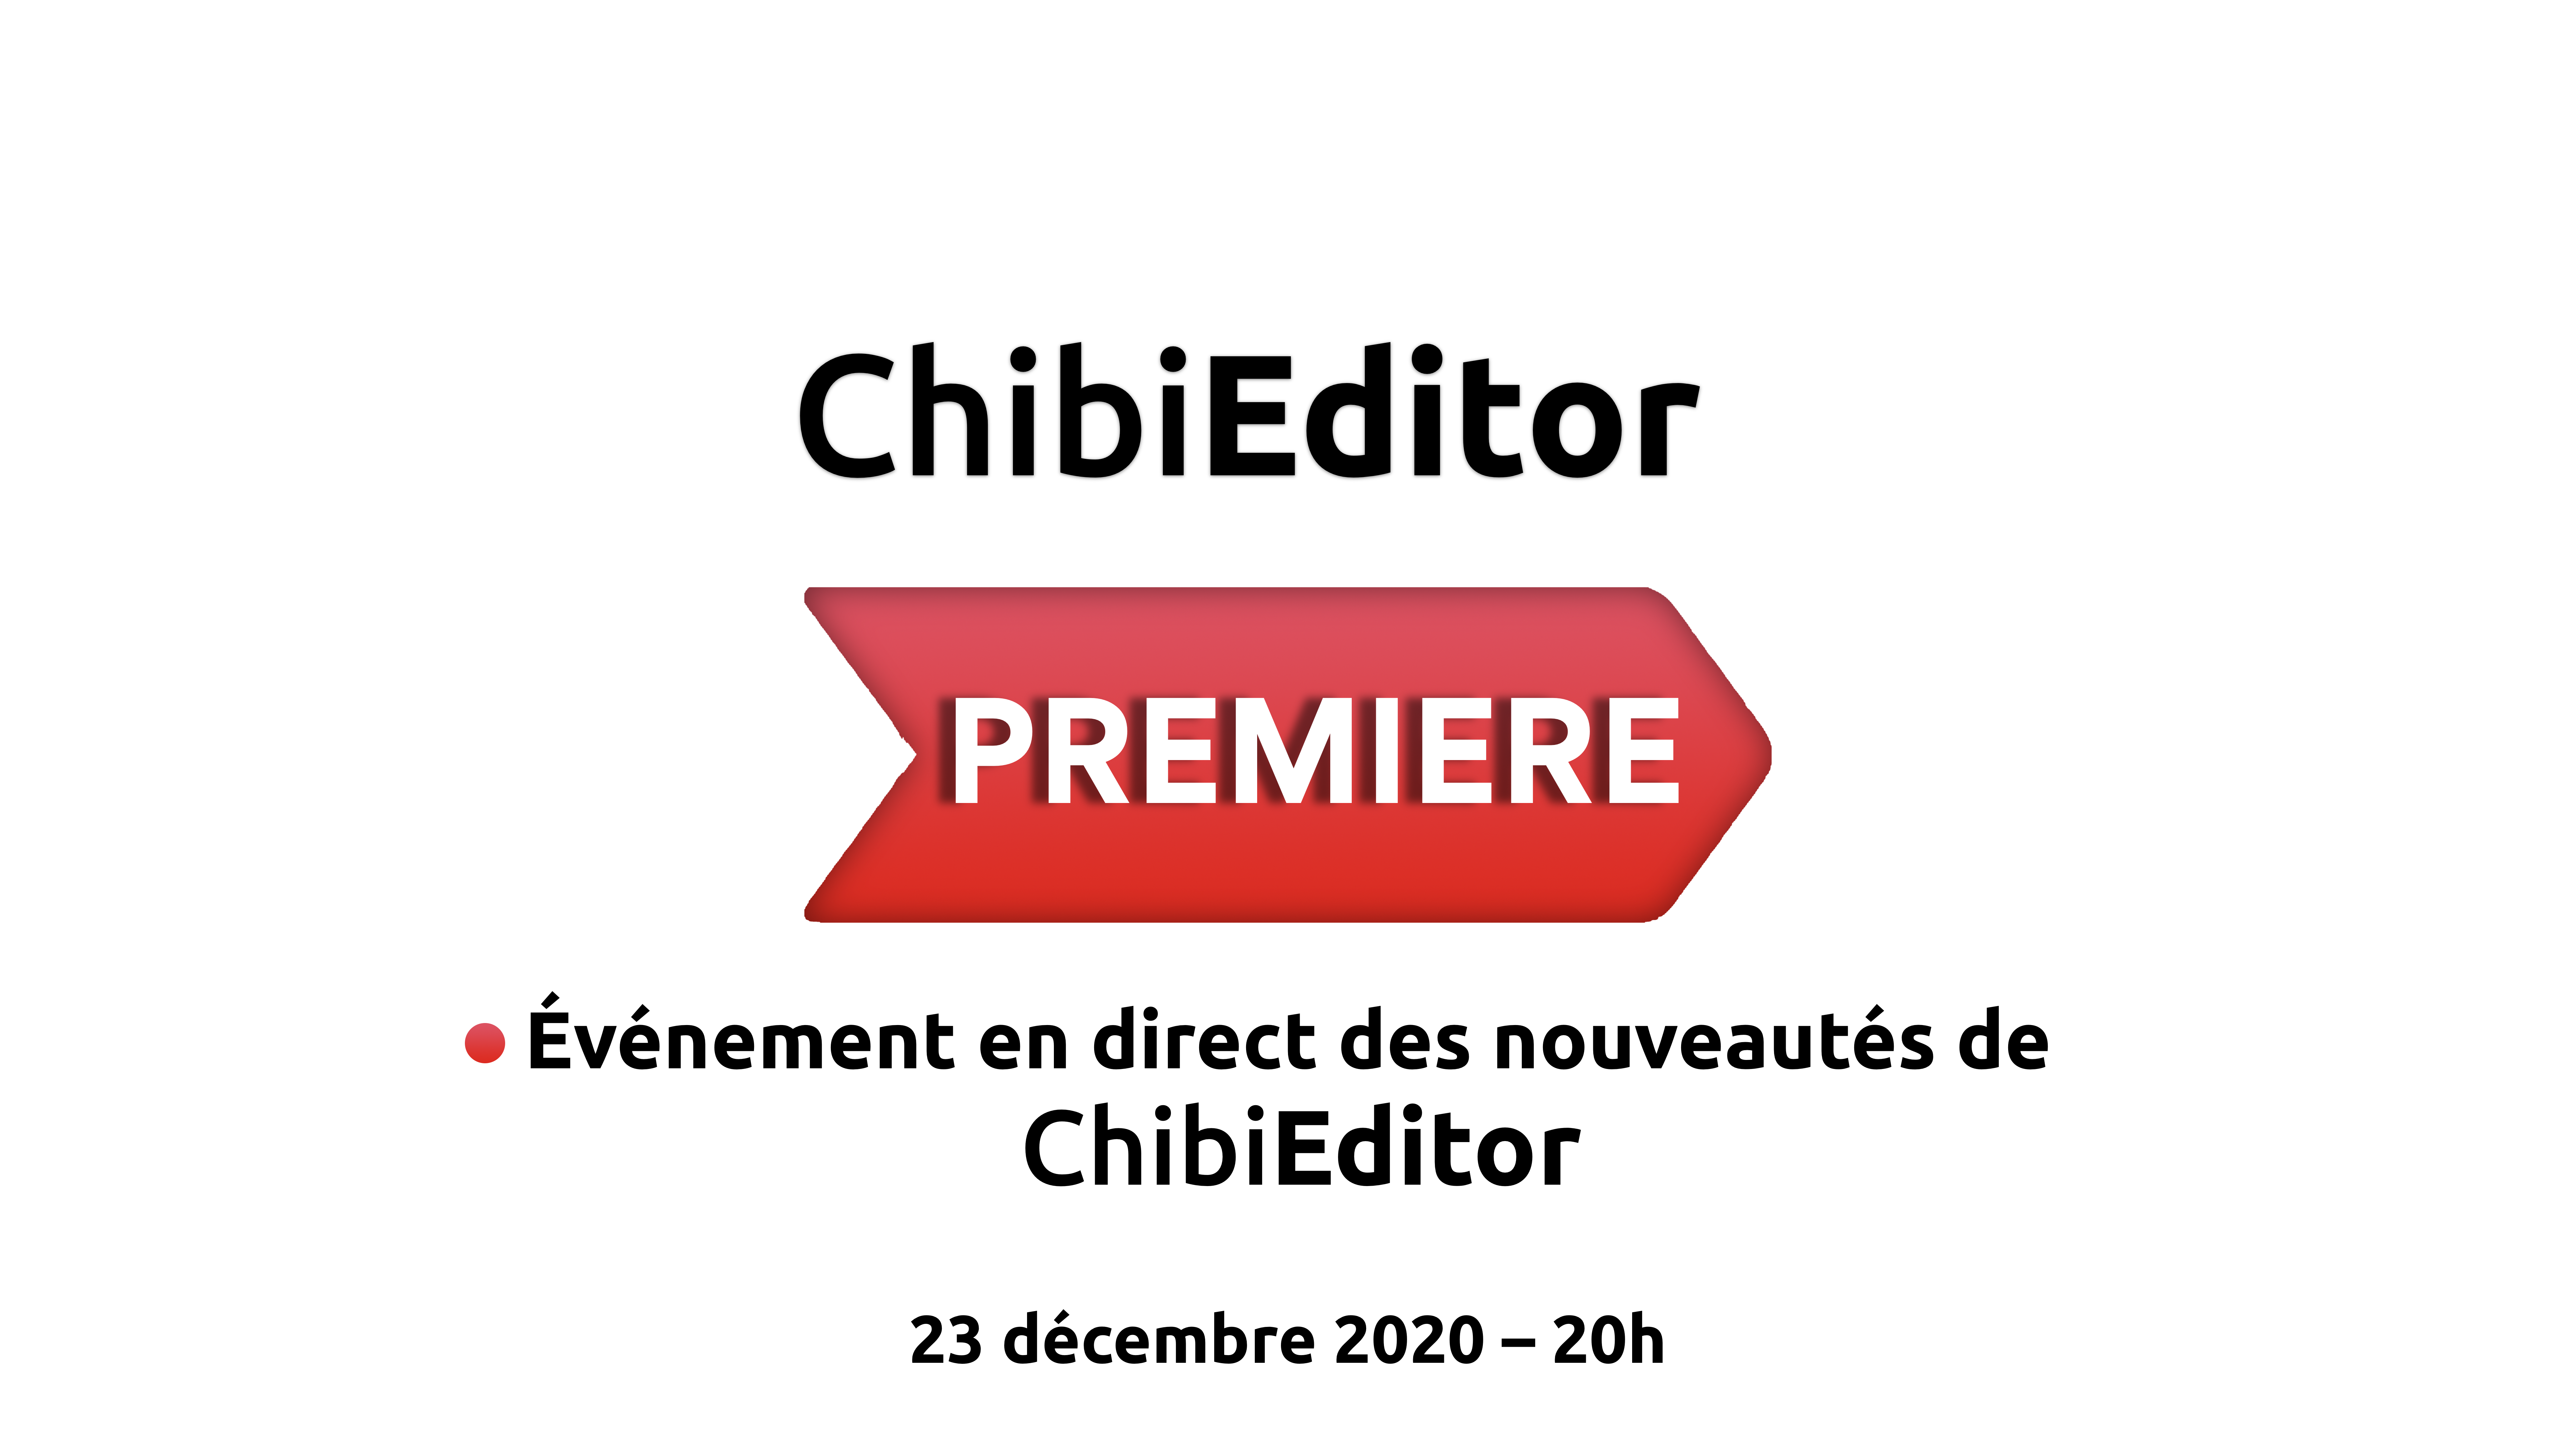 ChibiEditor
PREMIERE
Événement en direct des nouveautés de
ChibiEditor
23 décembre 2020 – 20h